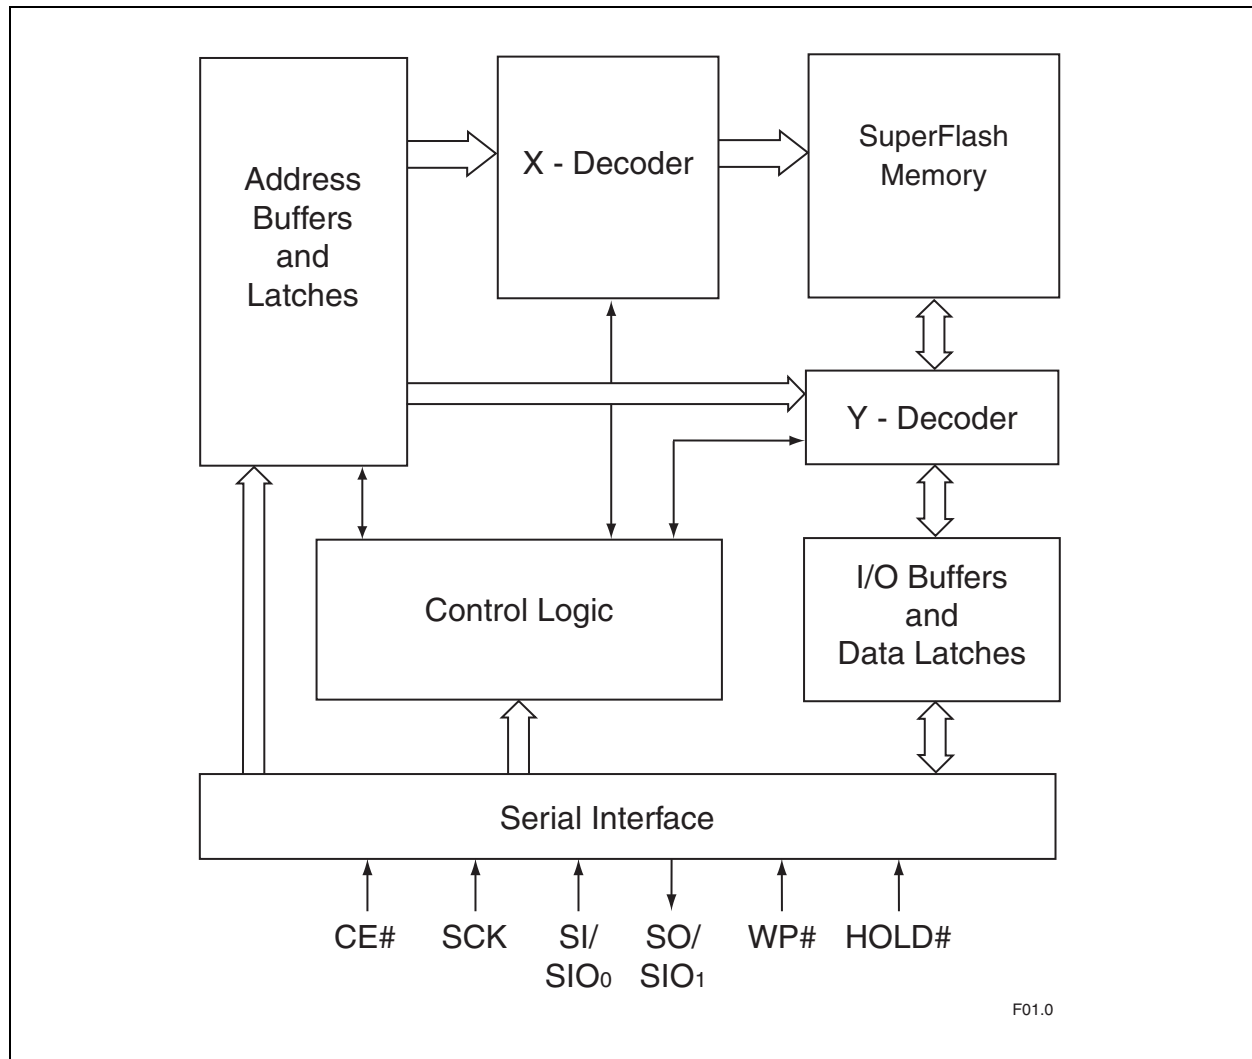 Address
Buffers
and
Latches
X - Decoder
SuperFlash
Memory
Y - Decoder
Control Logic
I/O Buffers
and
Data Latches
Serial Interface
CE#
SCK
SI/
SIO0
SO/
SIO1
WP#
HOLD#
F01.0